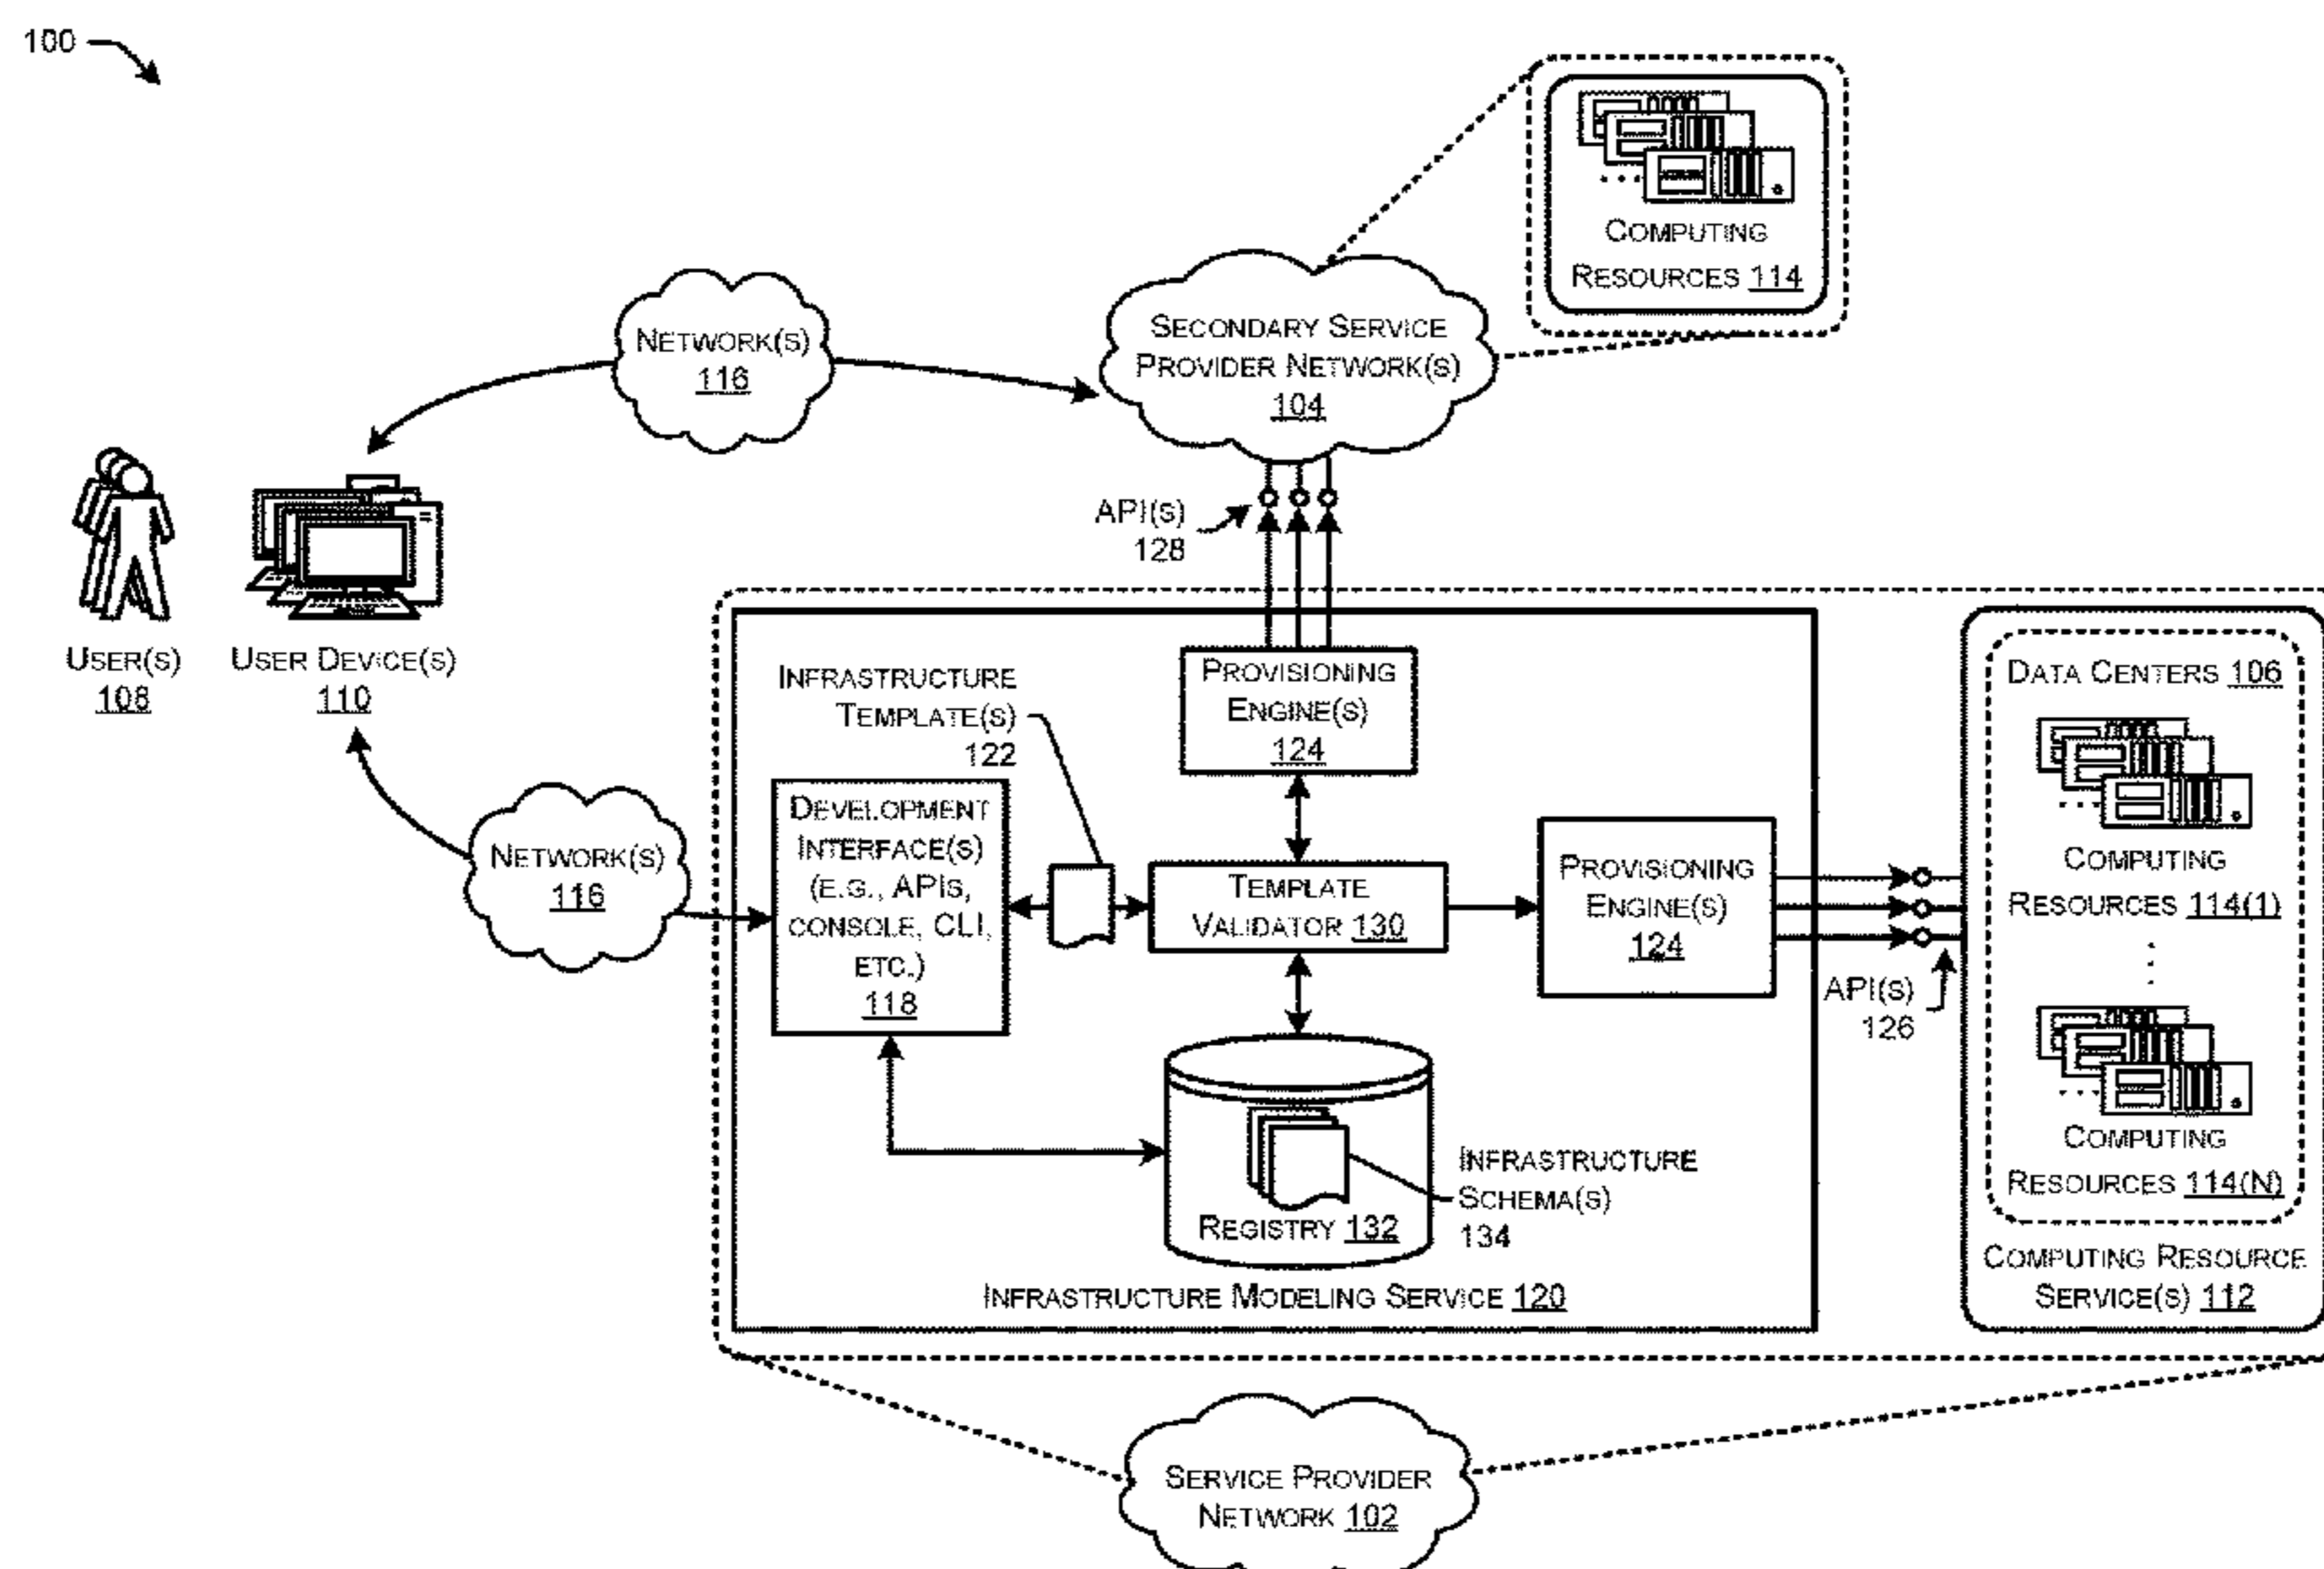 100
COMPUTING
RESOURCES 114
NETWORK(S)
116
SECONDARY SERVICE
PROVIDER NETWORK(S)
104
API(S)
128
USER(S)
108
USER DEVICE(S)
110
INFRASTRUCTURE
TEMPLATE(S)
122
PROVISIONING
ENGINE(S)
124
DATA CENTERS 106
NETWORK(S)
116
DEVELOPMENT
INTERFACE(S)
(E.G., APIS,
CONSOLE, CLI,
ETC.)
118
TEMPLATE
VALIDATOR 130
PROVISIONING
ENGINE(S)
124
COMPUTING
RESOURCES 114(1)
API(S)
126
REGISTRY 132
INFRASTRUCTURE
SCHEMA(S)
134
COMPUTING
RESOURCES 114(N)
COMPUTING RESOURCE
SERVICE(S) 112
INFRASTRUCTURE MODELING SERVICE 120
SERVICE PROVIDER
NETWORK 102